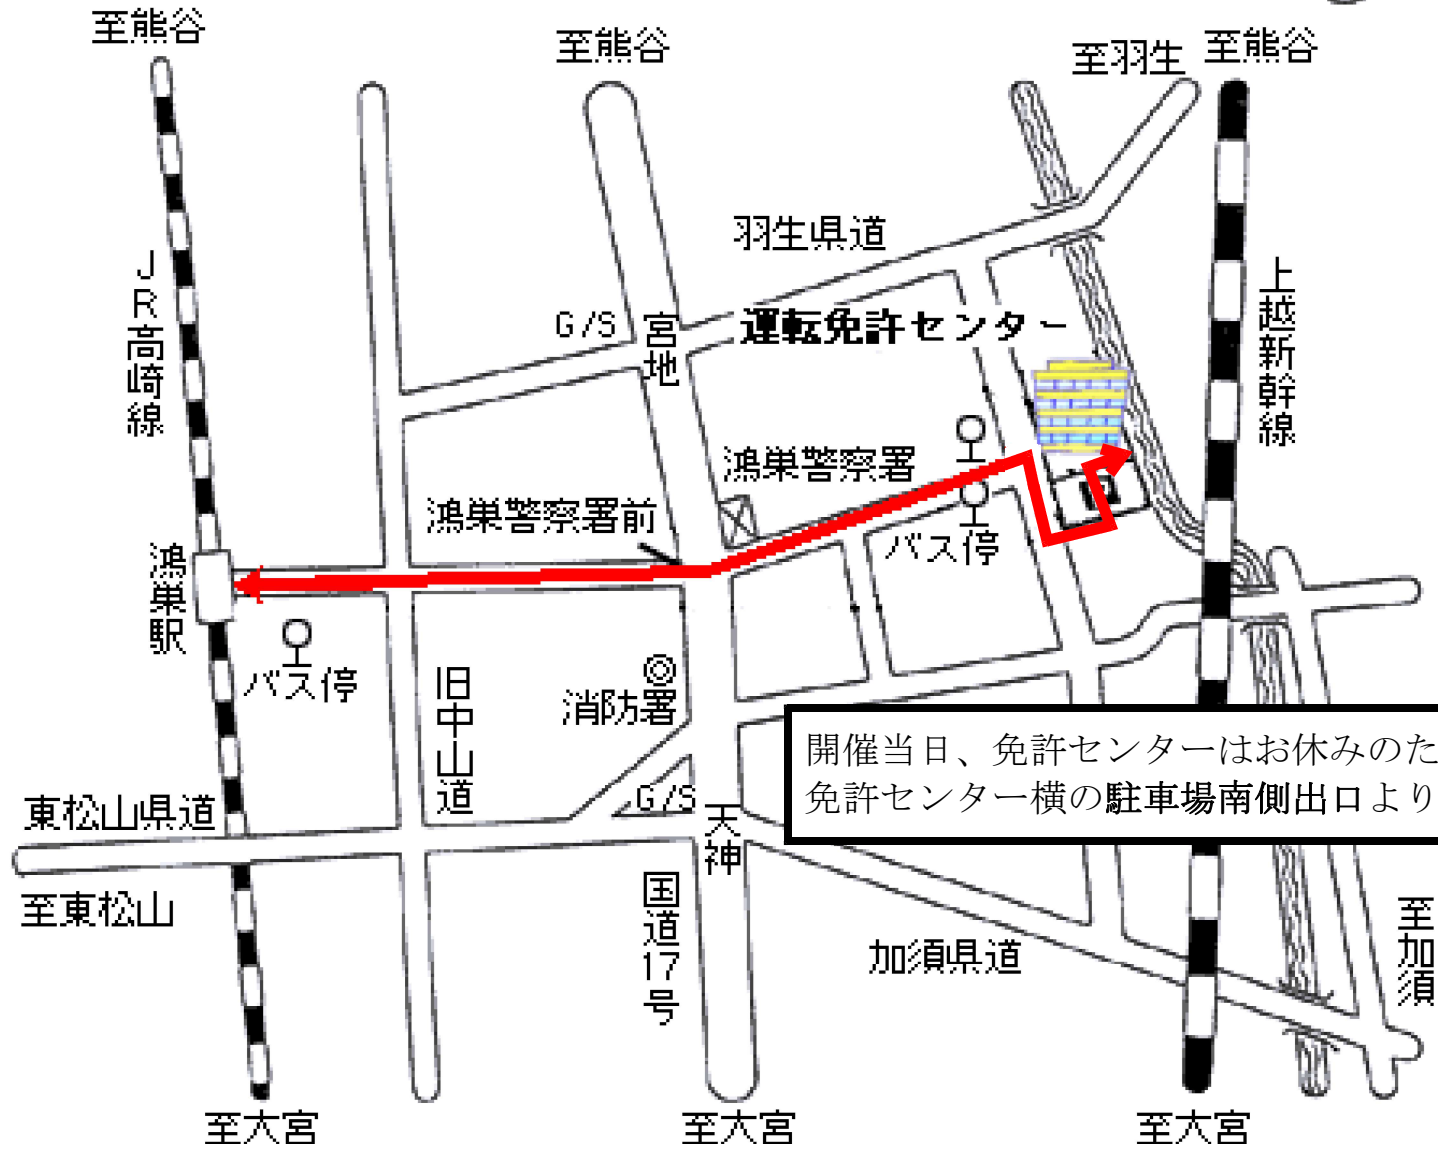 至熊谷
至熊谷
至羽生
至熊谷
羽生県道
JR高崎線
上越新幹線
G/S
宮地
運転免許センター
鴻巣警察署
鴻巣警察署前
バス停
鴻巣駅
バス停
旧中山道
消防署
開催当日、免許センターはお休みのた
免許センター横の駐車場南側出口より
G/S
天神
東松山県道
至東松山
国道17号
加須県道
至加須
至大宮
至大宮
至大宮